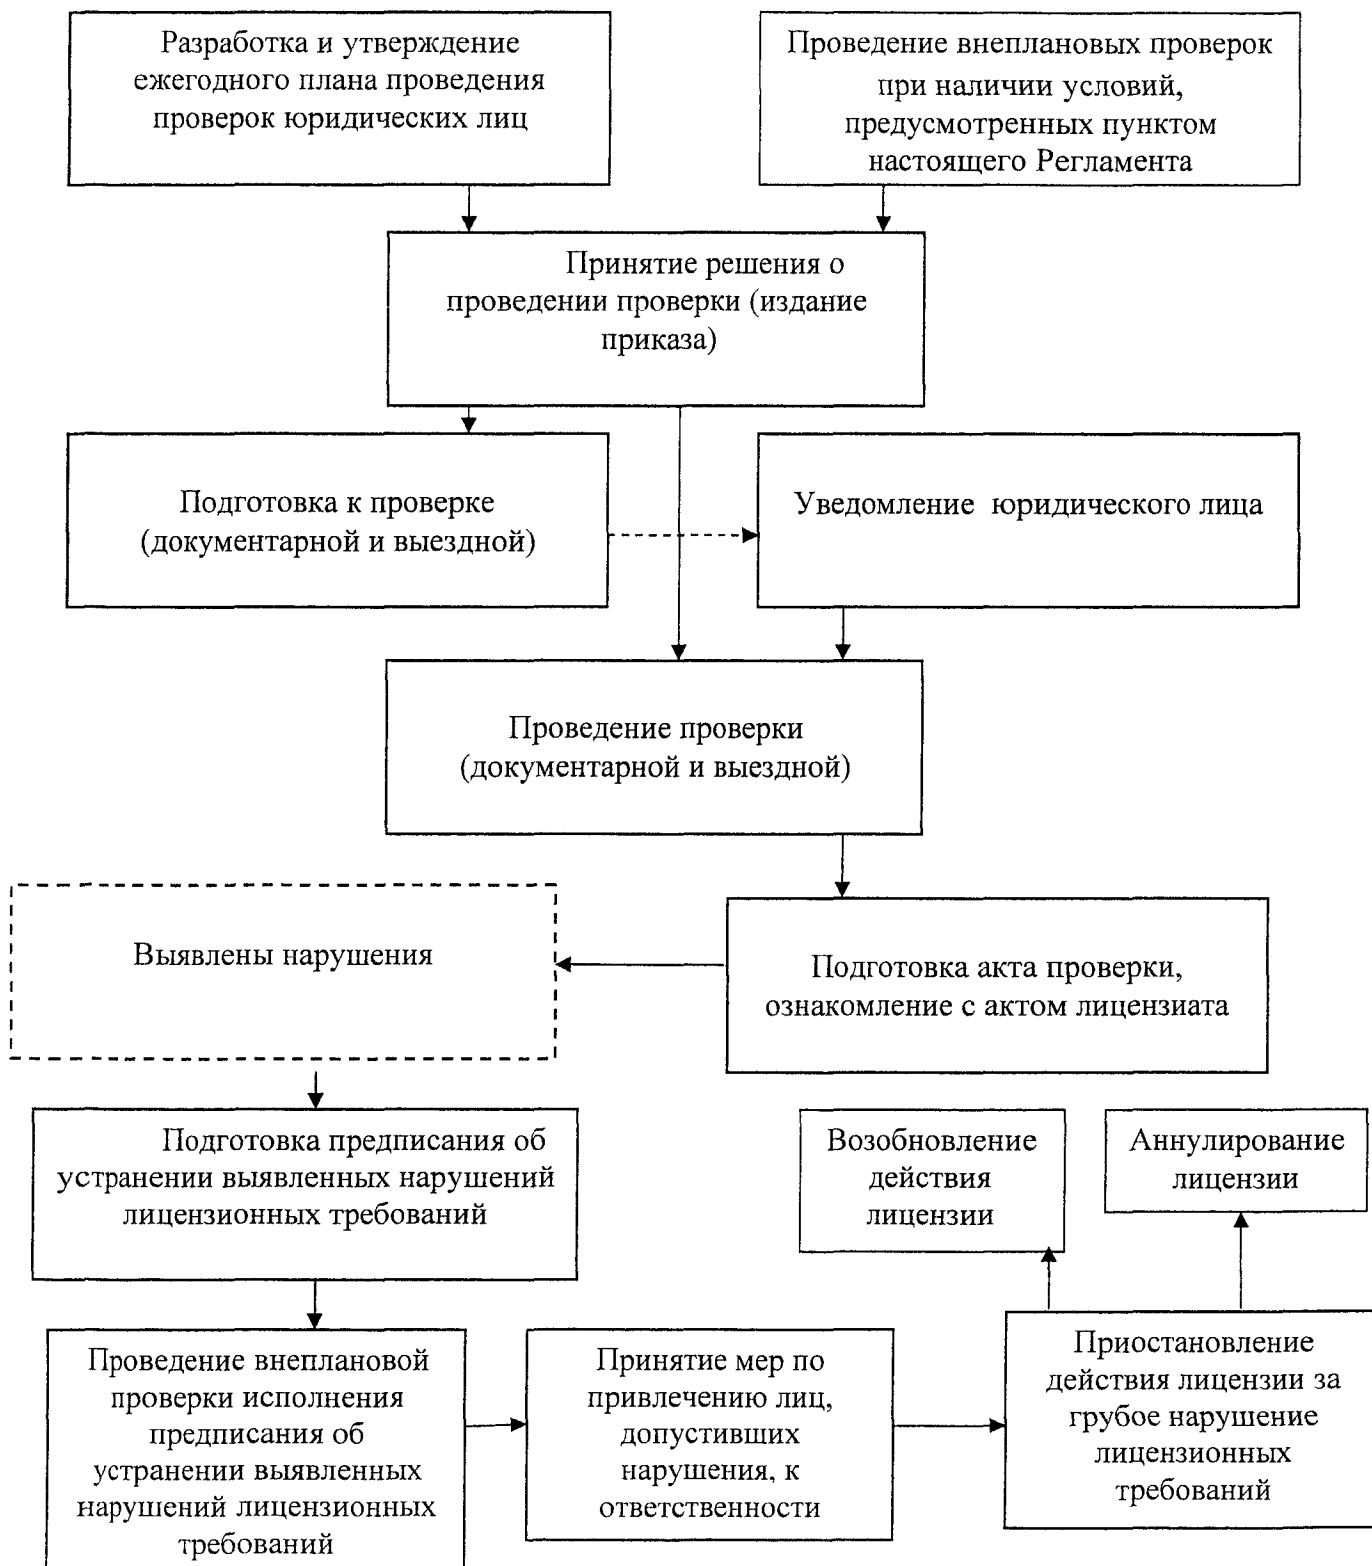 Разработка и утверждение
ежегодного плана проведения
проверок юридических лиц
Проведение внеплановых проверок
при наличии условий,
предусмотренных пунктом
настоящего Регламента
Принятие решения о
проведении проверки (издание
приказа)
Подготовка к проверке
(документарной и выездной)
Уведомление юридического лица
Проведение проверки
(документарной и выездной)
Выявлены нарушения
Подготовка акта проверки,
ознакомление с актом лицензиата
Подготовка предписания об
устранении выявленных нарушений
лицензионных требований
Возобновление
действия
лицензии
Аннулирование
лицензии
Проведение внеплановой
проверки исполнения
предписания об
устранении выявленных
нарушений лицензионных
требований
Принятие мер по
привлечению лиц,
допустивших
нарушения, к
ответственности
Приостановление
действия лицензии за
грубое нарушение
лицензионных
требований